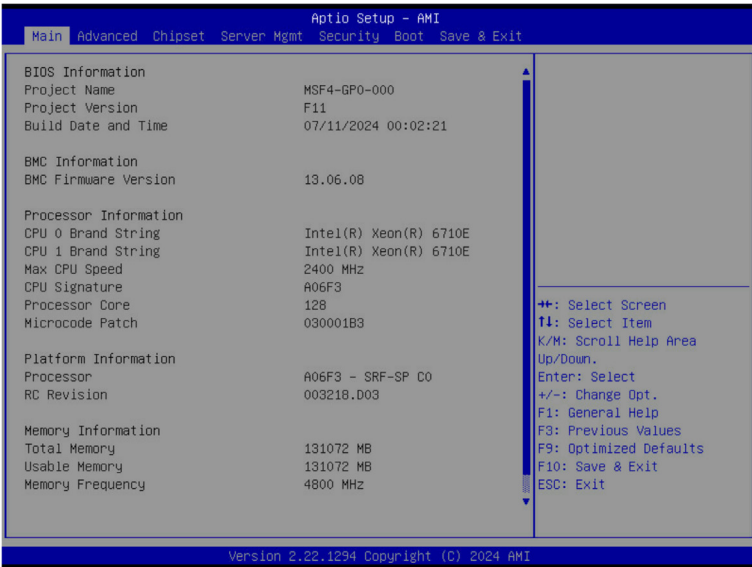 Aptio Setup - AMI
Main Advanced Chipset Server Mgmt Security Boot Save & Exit
BIOS Information
Project Name MSF4-GP0-000
Project Version F11
Build Date and Time 07/11/2024 00:02:21
BMC Information
BMC Firmware Version 13.06.08
Processor Information
CPU 0 Brand String Intel(R) Xeon(R) 6710E
CPU 1 Brand String Intel(R) Xeon(R) 6710E
Max CPU Speed 2400 MHz
CPU Signature A06F3
Processor Core 128
Microcode Patch 030001B3
Platform Information
Processor A06F3 - SRF-SP C0
RC Revision 003218.D03
Memory Information
Total Memory 131072 MB
Usable Memory 131072 MB
Memory Frequency 4800 MHz
→←: Select Screen
↑↓: Select Item
K/M: Scroll Help Area
Up/Down.
Enter: Select
+/-: Change Opt.
F1: General Help
F3: Previous Values
F9: Optimized Defaults
F10: Save & Exit
ESC: Exit
Version 2.22.1294 Copyright (C) 2024 AMI